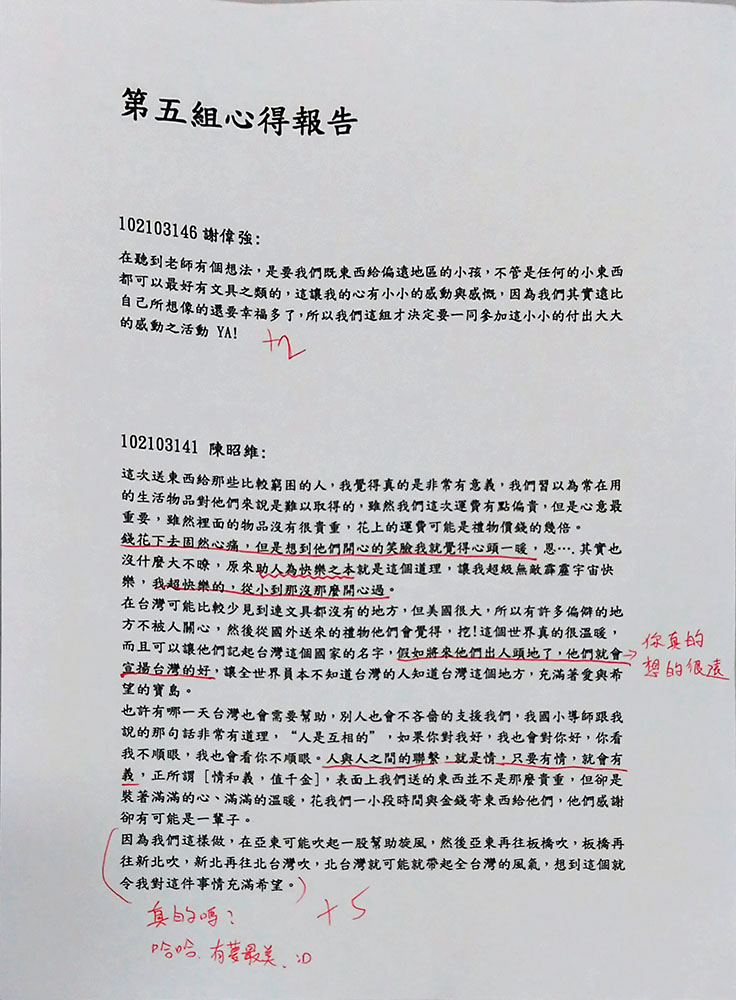 第五組心得報告
102103146 謝偉強:
在聽到老師有個想法，是要我們既東西給偏遠地區的小孩，不管是任何的小東西
都可以最好有文具之類的，這讓我的心有小小的感動與感慨，因為我們其實遠比
自己所想像的還要幸福多了，所以我們這組才決定要一同參加這小小的付出大大
的感動之活動 YA!
+2
102103141 陳昭維:
這次送東西給那些比較窮困的人，我覺得真的是非常有意義，我們習以為常在用
的生活物品對他們來說是難以取得的，雖然我們這次運費有點偏貴，但是心意最
重要，雖然裡面的物品沒有很貴重，花上的運費可能是禮物價錢的幾倍。
錢花下去固然心痛，但是想到他們開心的笑臉我就覺得心頭一暖，恩….其實也
沒什麼大不瞭，原來助人為快樂之本就是這個道理，讓我超級無敵霹靂宇宙快
樂，我超快樂的，從小到那沒那麼開心過。
在台灣可能比較少見到連文具都沒有的地方，但美國很大，所以有許多偏僻的地
方不被人關心，然後從國外送來的禮物他們會覺得，挖!這個世界真的很溫暖，
而且可以讓他們記起台灣這個國家的名字，假如將來他們出人頭地了，他們就會
宣揚台灣的好，讓全世界員本不知道台灣的人知道台灣這個地方，充滿著愛與希
望的寶島。
你真的
想的很遠
也許有哪一天台灣也會需要幫助，別人也會不吝嗇的支援我們，我國小導師跟我
說的那句話非常有道理，“人是互相的”，如果你對我好，我也會對你好，你看
我不順眼，我也會看你不順眼。人與人之間的聯繫，就是情；只要有情，就會有
義，正所謂 [情和義，值千金]，表面上我們送的東西並不是那麼貴重，但卻是
裝著滿滿的心、滿滿的溫暖，花我們一小段時間與金錢寄東西給他們，他們感謝
卻有可能是一輩子。
因為我們這樣做，在亞東可能吹起一股幫助旋風，然後亞東再往板橋吹，板橋再
往新北吹，新北再往北台灣吹，北台灣就可能就帶起全台灣的風氣，想到這個就
令我對這件事情充滿希望。
+5
真的嗎?
哈哈. 有夢最美. :D